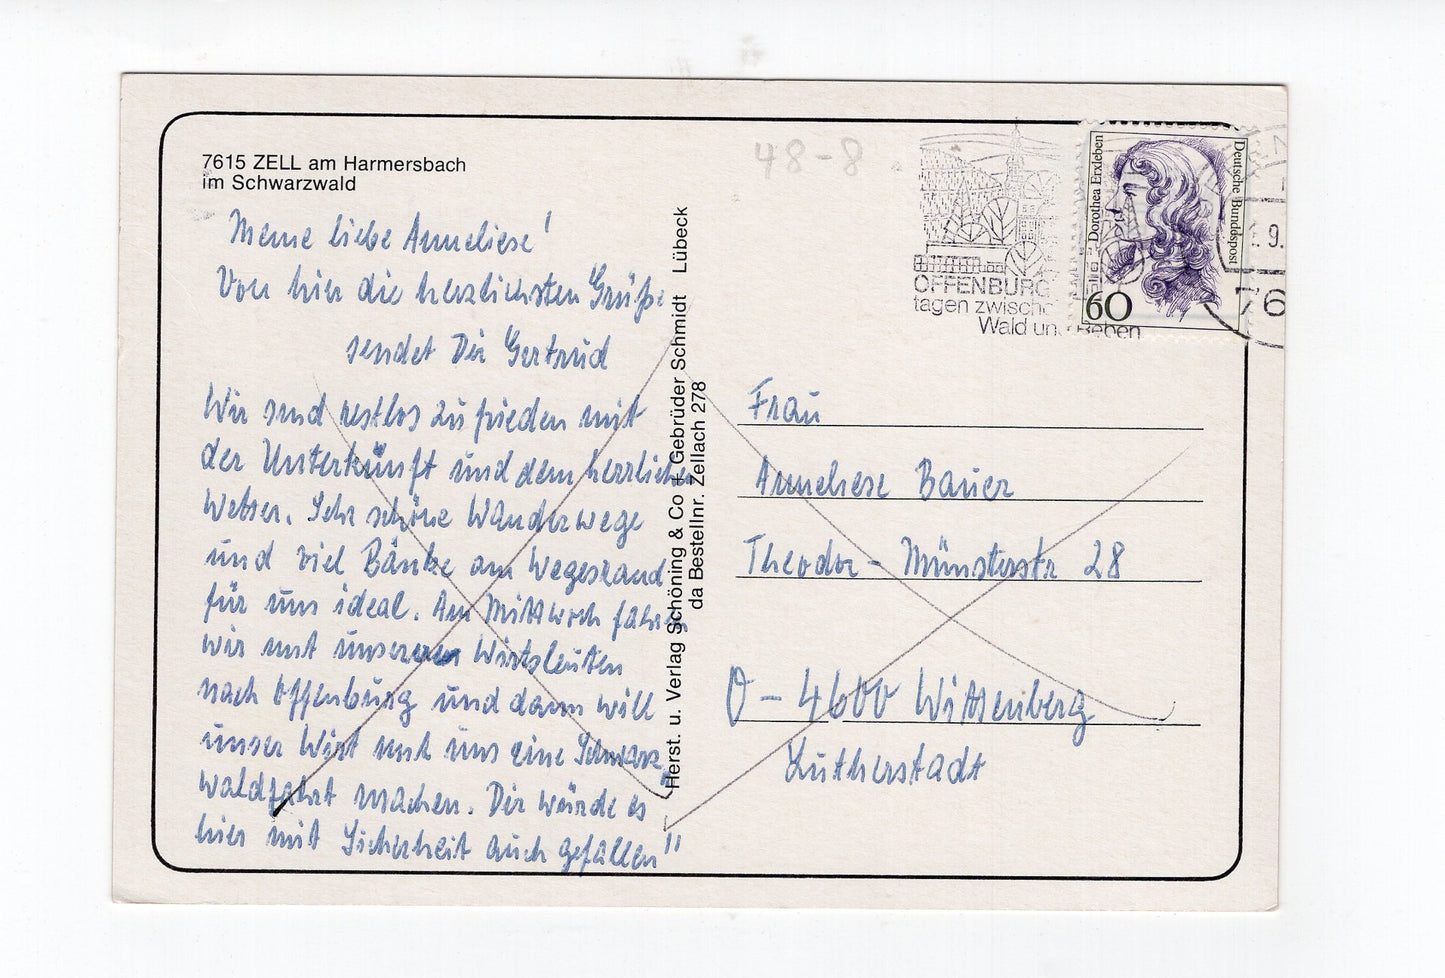 7615 ZELL am Harmersbach
im Schwarzwald
Meine liebe Anneliese!
Von hier die herzlichsten Grüße
sendet Dir Gertrud
Wir sind restlos zufrieden mit
der Unterkunft und dem herrlichen
Wetter. Sehr schöne Wanderwege
und viel Bänke am Wegesrand
für uns ideal. Am Mittwoch fahren
wir mit unseren Wirtsleuten
nach Offenburg und dann will
unser Wirt mit uns eine Schwarz
waldfahrt machen. Dir würde es
hier mit Sicherheit auch gefallen"
Herst. u. Verlag Schöning & Co + Gebrüder Schmidt Lübeck
da Bestellnr. Zellach 278
48-8
OFFENBURG
tagen zwische
Wald und Reben
Dorothea Erxleben
Deutsche Bundespost
60
9.
76
Frau
Anneliese Bauer
Theodor-Münsterstr 28
O-4600 Wittenberg
Lutherstadt